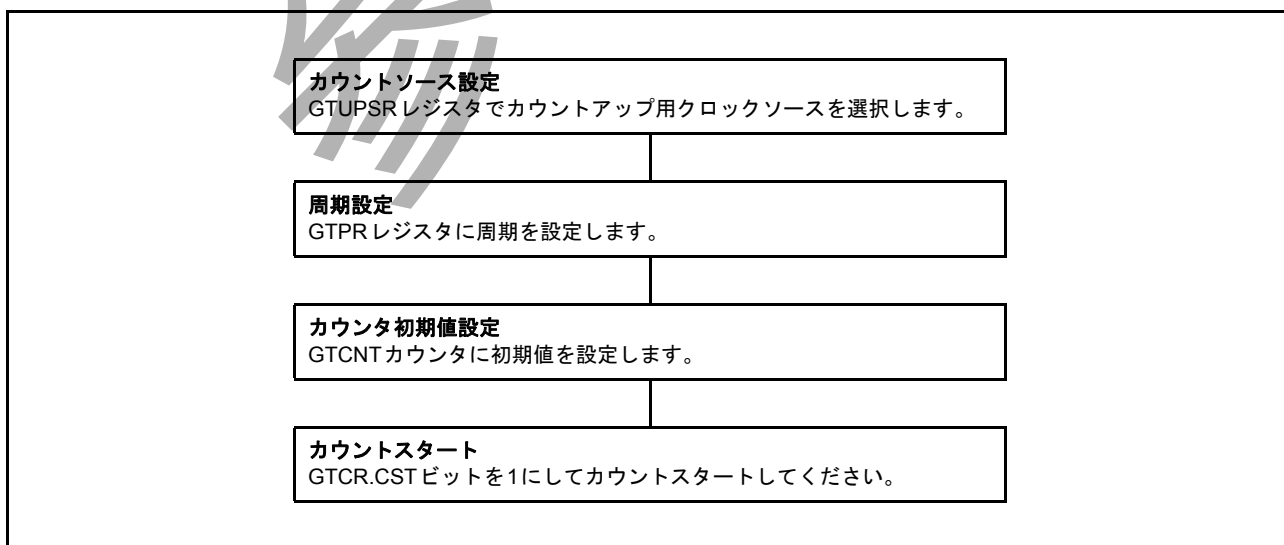 カウントソース設定
GTUPSRレジスタでカウントアップ用クロックソースを選択します。
周期設定
GTPRレジスタに周期を設定します。
カウンタ初期値設定
GTCNTカウンタに初期値を設定します。
カウントスタート
GTCR.CSTビットを1にしてカウントスタートしてください。